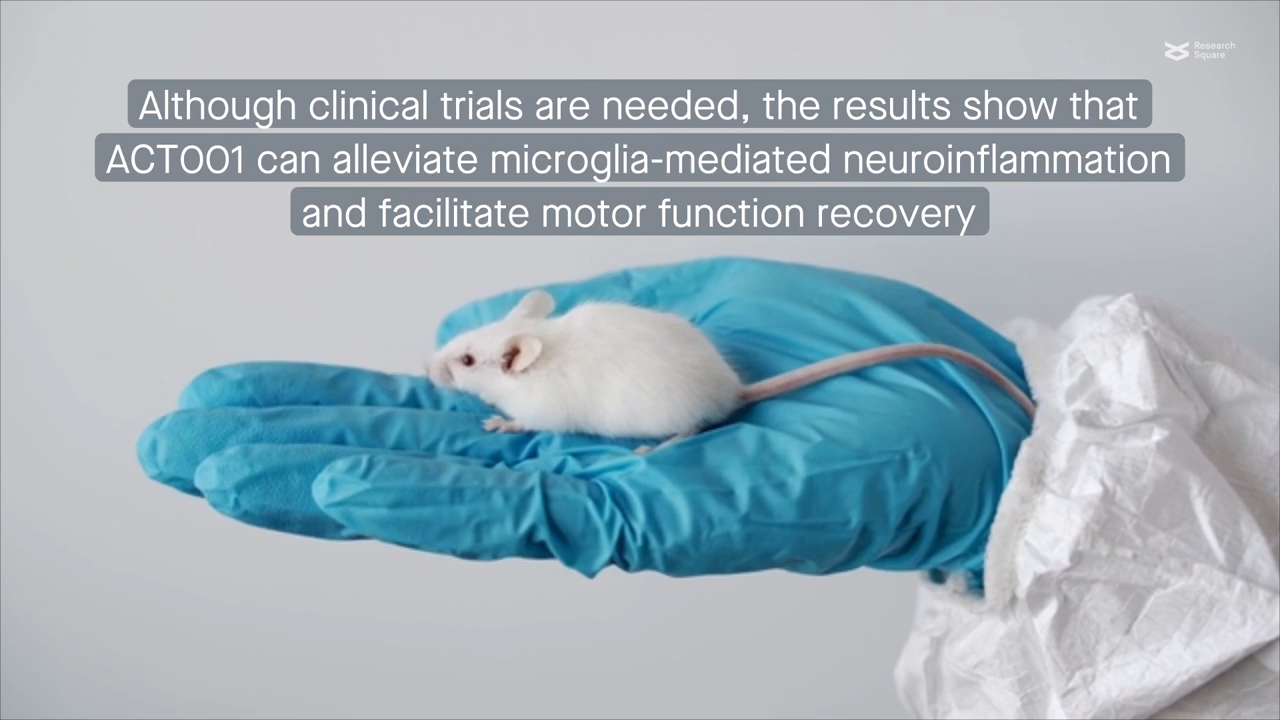 Research
Square
Although clinical trials are needed, the results show that
ACT001 can alleviate microglia-mediated neuroinflammation
and facilitate motor function recovery